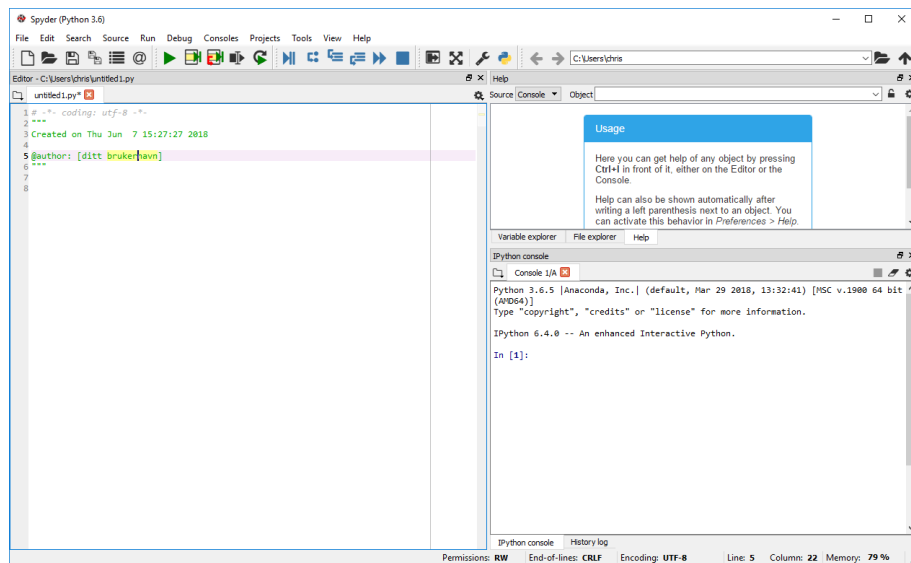 Spyder (Python 3.6)
File Edit Search Source Run Debug Consoles Projects Tools View Help
C:\Users\chris
Editor - C:\Users\chris\untitled1.py
untitled1.py*
1 # -*- coding: utf-8 -*-
2 """
3 Created on Thu Jun  7 15:27:27 2018
4
5 @author: [ditt brukernavn]
6 """
7
8
Help
Source Console Object
Usage
Here you can get help of any object by pressing
Ctrl+I in front of it, either on the Editor or the
Console.
Help can also be shown automatically after
writing a left parenthesis next to an object. You
can activate this behavior in Preferences > Help.
Variable explorer File explorer Help
IPython console
Console 1/A
Python 3.6.5 |Anaconda, Inc.| (default, Mar 29 2018, 13:32:41) [MSC v.1900 64 bit
(AMD64)]
Type "copyright", "credits" or "license" for more information.
IPython 6.4.0 -- An enhanced Interactive Python.
In [1]:
IPython console History log
Permissions: RW End-of-lines: CRLF Encoding: UTF-8 Line: 5 Column: 22 Memory: 79 %